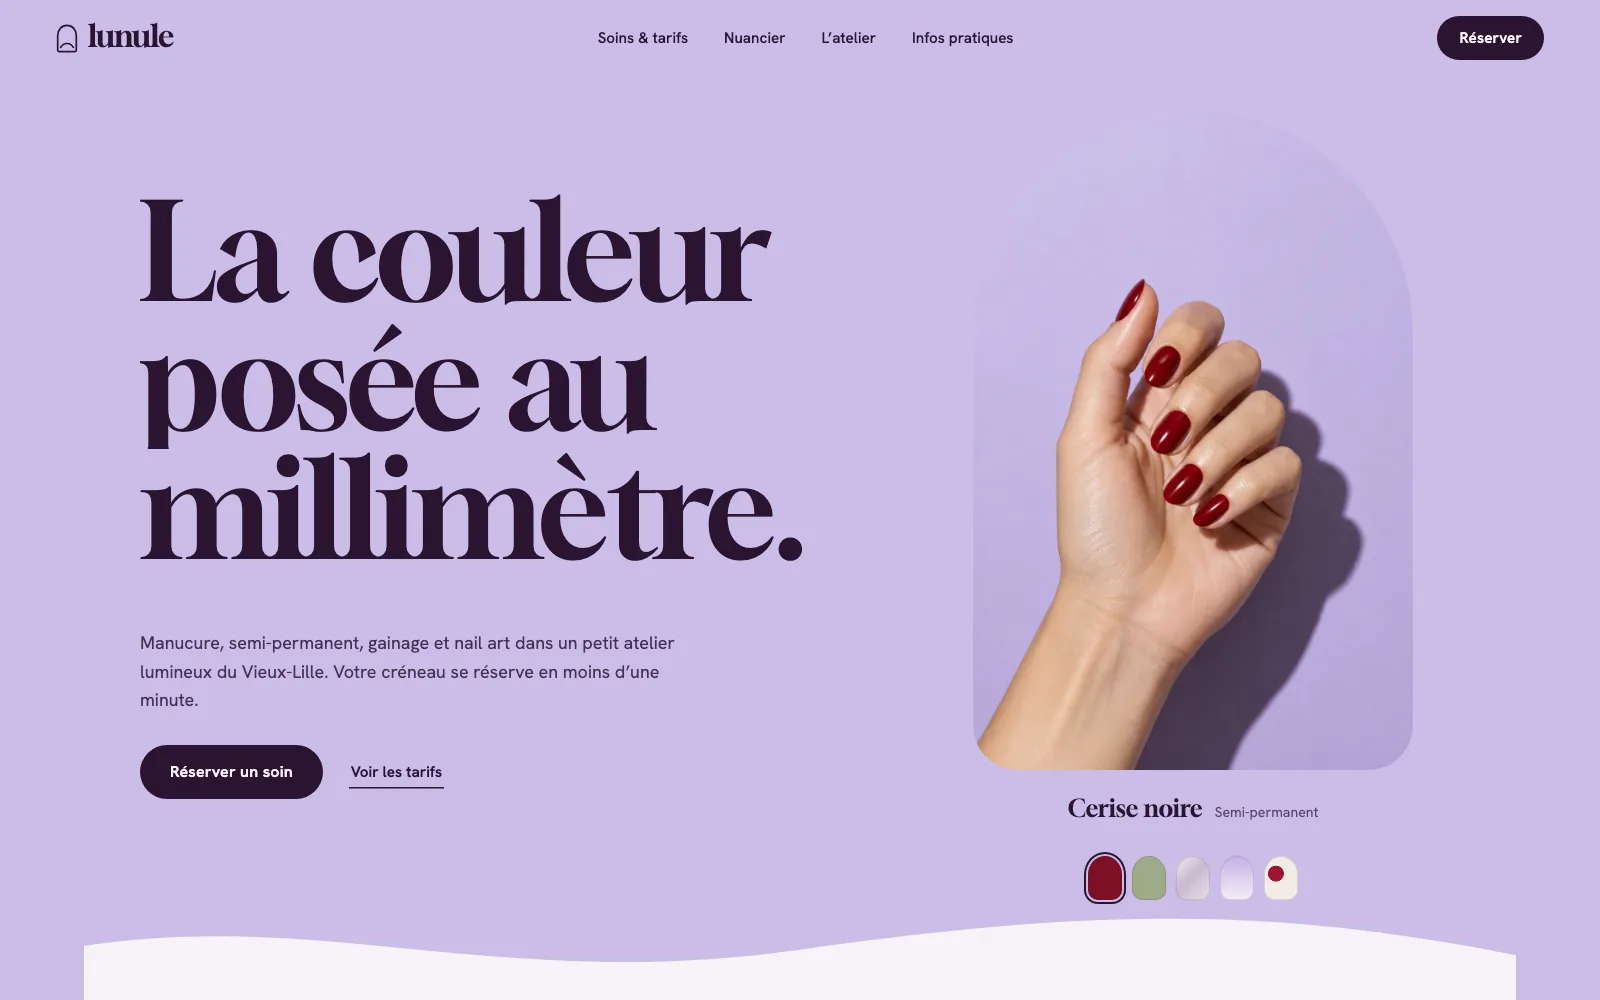 lunule
Soins & tarifs
Nuancier
L’atelier
Infos pratiques
Réserver
La couleur
posée au
millimètre.
Manucure, semi-permanent, gainage et nail art dans un petit atelier
lumineux du Vieux-Lille. Votre créneau se réserve en moins d’une
minute.
Réserver un soin
Voir les tarifs
Cerise noire
Semi-permanent